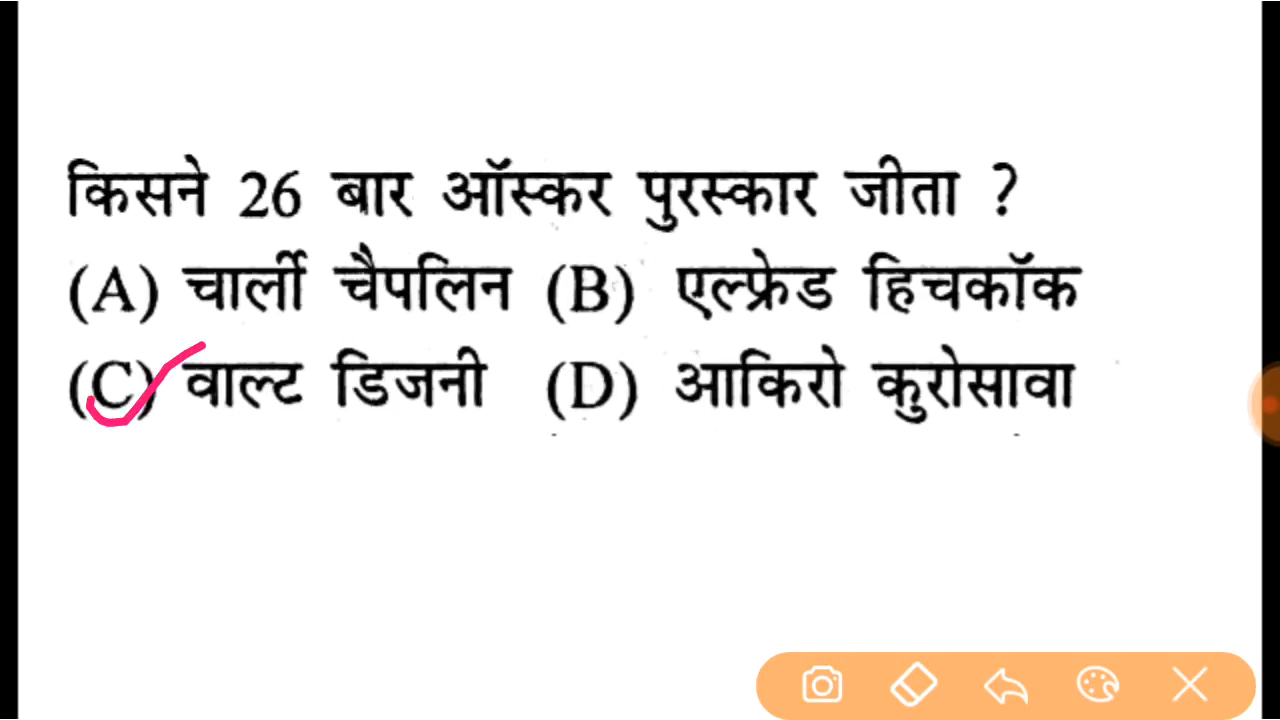 किसने 26 बार ऑस्कर पुरस्कार जीता ?
(A) चार्ली चैपलिन (B) एल्फ्रेड हिचकॉक
(C) वाल्ट डिजनी (D) आकिरो कुरोसावा